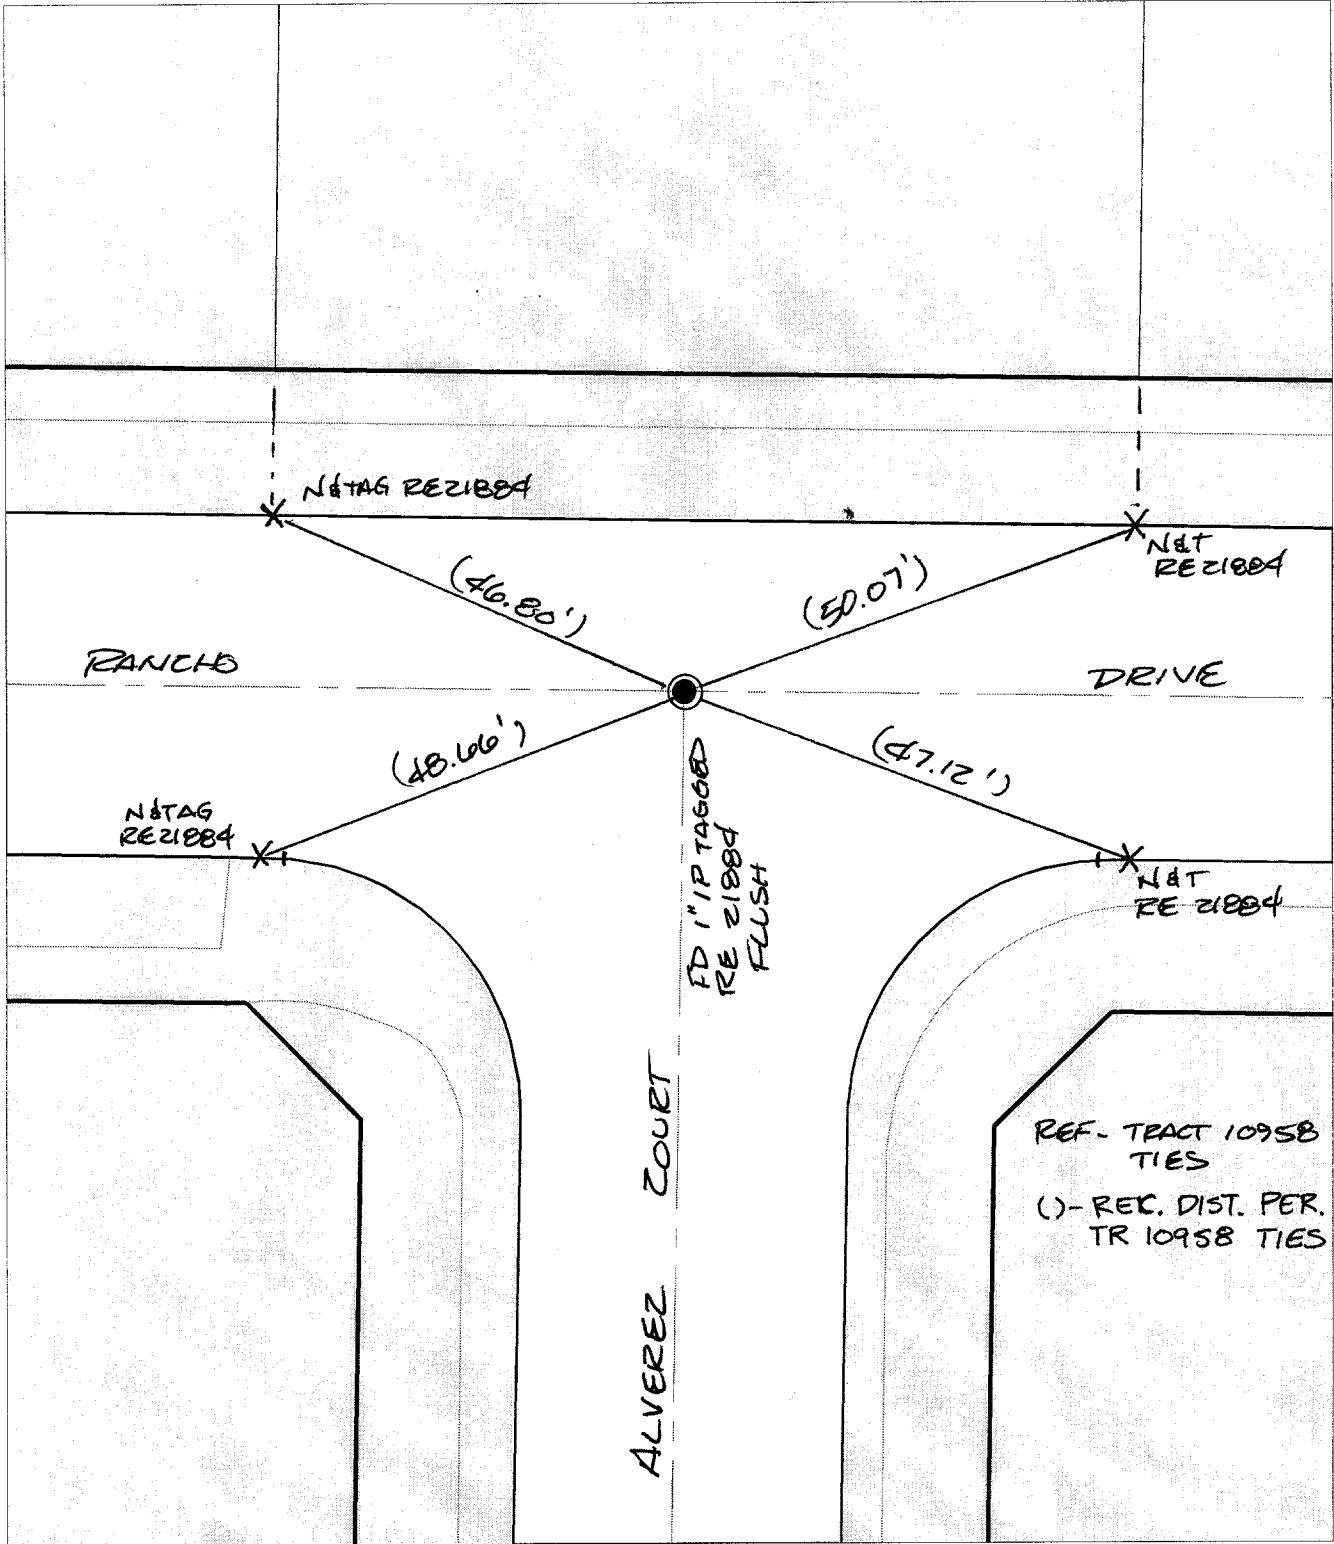 N&TAG RE21884
N&T
RE21884
(46.80')
(50.07')
RANCHO
DRIVE
(48.66')
(47.12')
N&TAG
RE21884
N&T
RE 21884
FD 1" IP TAGGED
RE 21884
FLUSH
ALVEREZ COURT
REF- TRACT 10958
TIES
()- REC. DIST. PER.
TR 10958 TIES